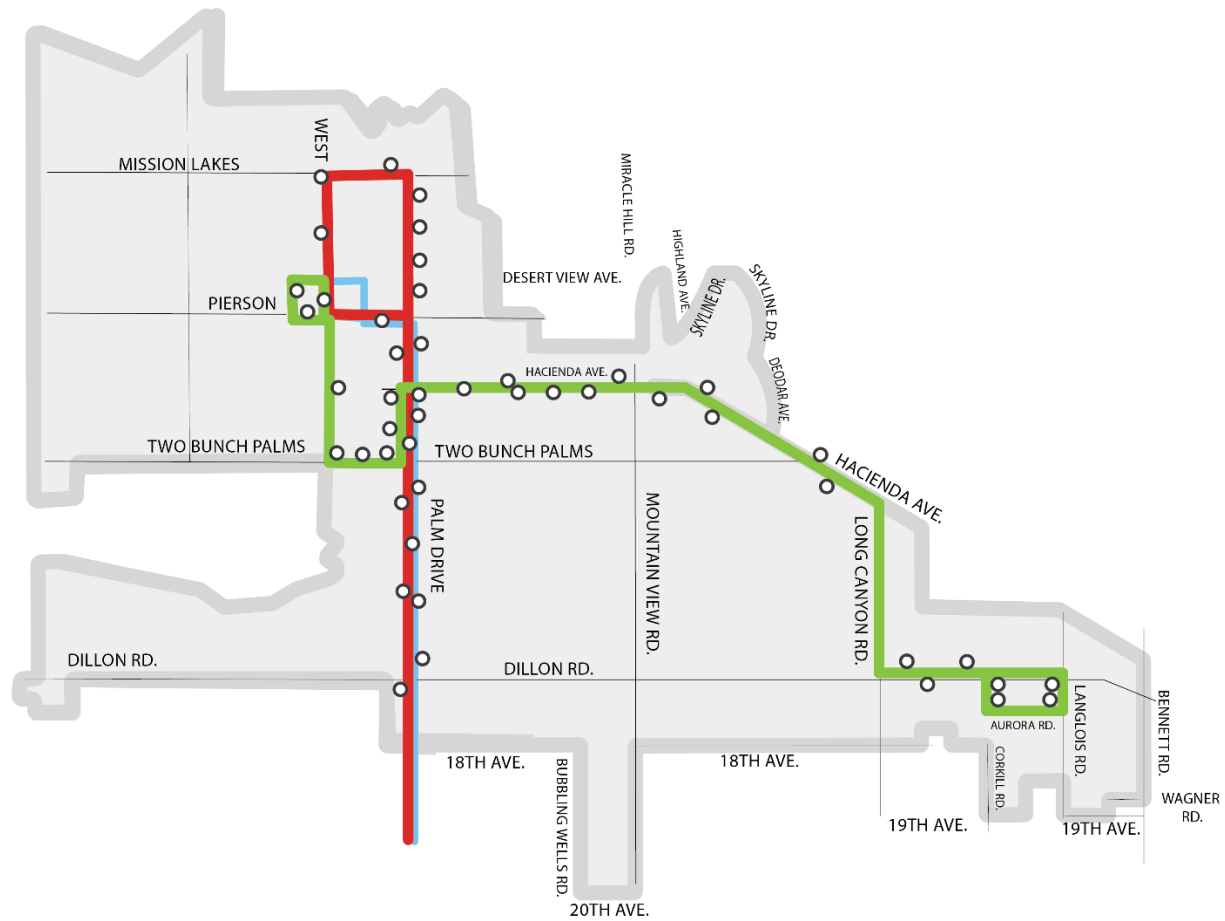 WEST
MISSION LAKES
MIRACLE HILL RD.
HIGHLAND AVE.
SKYLINE DR.
SKYLINE DR.
DESERT VIEW AVE.
PIERSON
HACIENDA AVE.
DEODAR AVE.
TWO BUNCH PALMS
TWO BUNCH PALMS
HACIENDA AVE.
PALM DRIVE
MOUNTAIN VIEW RD.
LONG CANYON RD.
DILLON RD.
DILLON RD.
LANGLOIS RD.
BENNETT RD.
AURORA RD.
18TH AVE.
BUBBLING WELLS RD.
18TH AVE.
CORKILL RD.
WAGNER
RD.
19TH AVE.
19TH AVE.
20TH AVE.